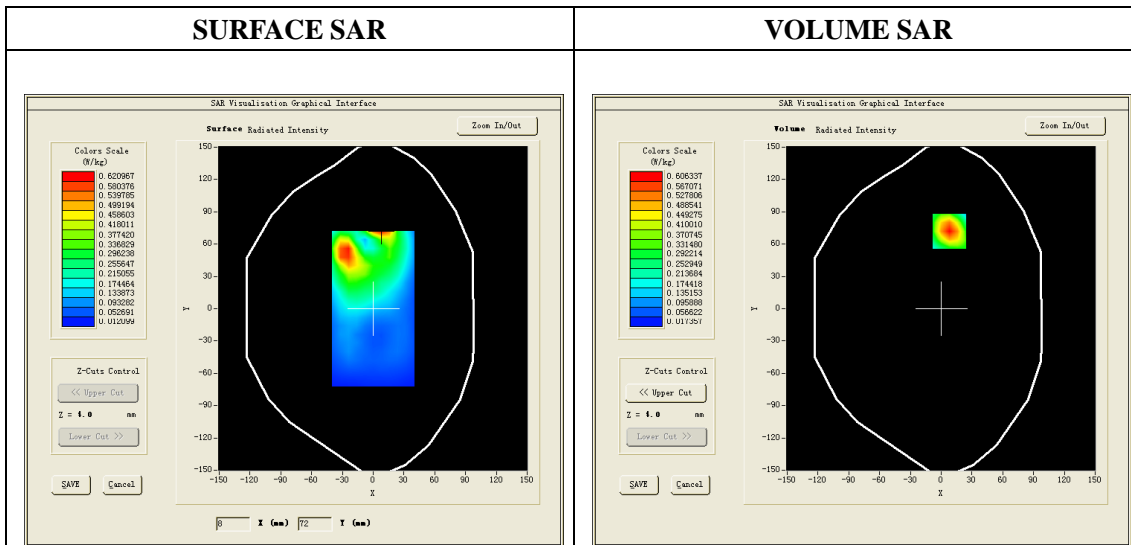 SURFACE SAR
VOLUME SAR
SAR Visualisation Graphical Interface
Surface Radiated Intensity
Zoom In/Out
Colors Scale
(W/kg)
0.620967
0.580376
0.539785
0.499194
0.458603
0.418011
0.377420
0.336829
0.296238
0.255647
0.215055
0.174464
0.133873
0.093282
0.052691
0.012099
Z-Cuts Control
<< Upper Cut
Z = 4.0 mm
Lower Cut >>
SAVE Cancel
150
120
90
60
30
0
-30
-60
-90
-120
-150
Y
-150 -120 -90 -60 -30 0 30 60 90 120 150
X
8 X (mm) 72 Y (mm)
SAR Visualisation Graphical Interface
Volume Radiated Intensity
Zoom In/Out
Colors Scale
(W/kg)
0.606337
0.567071
0.527806
0.488541
0.449275
0.410010
0.370745
0.331480
0.292214
0.252949
0.213684
0.174418
0.135153
0.095888
0.056622
0.017357
Z-Cuts Control
<< Upper Cut
Z = 4.0 mm
Lower Cut >>
SAVE Cancel
150
120
90
60
30
0
-30
-60
-90
-120
-150
Y
-150 -120 -90 -60 -30 0 30 60 90 120 150
X